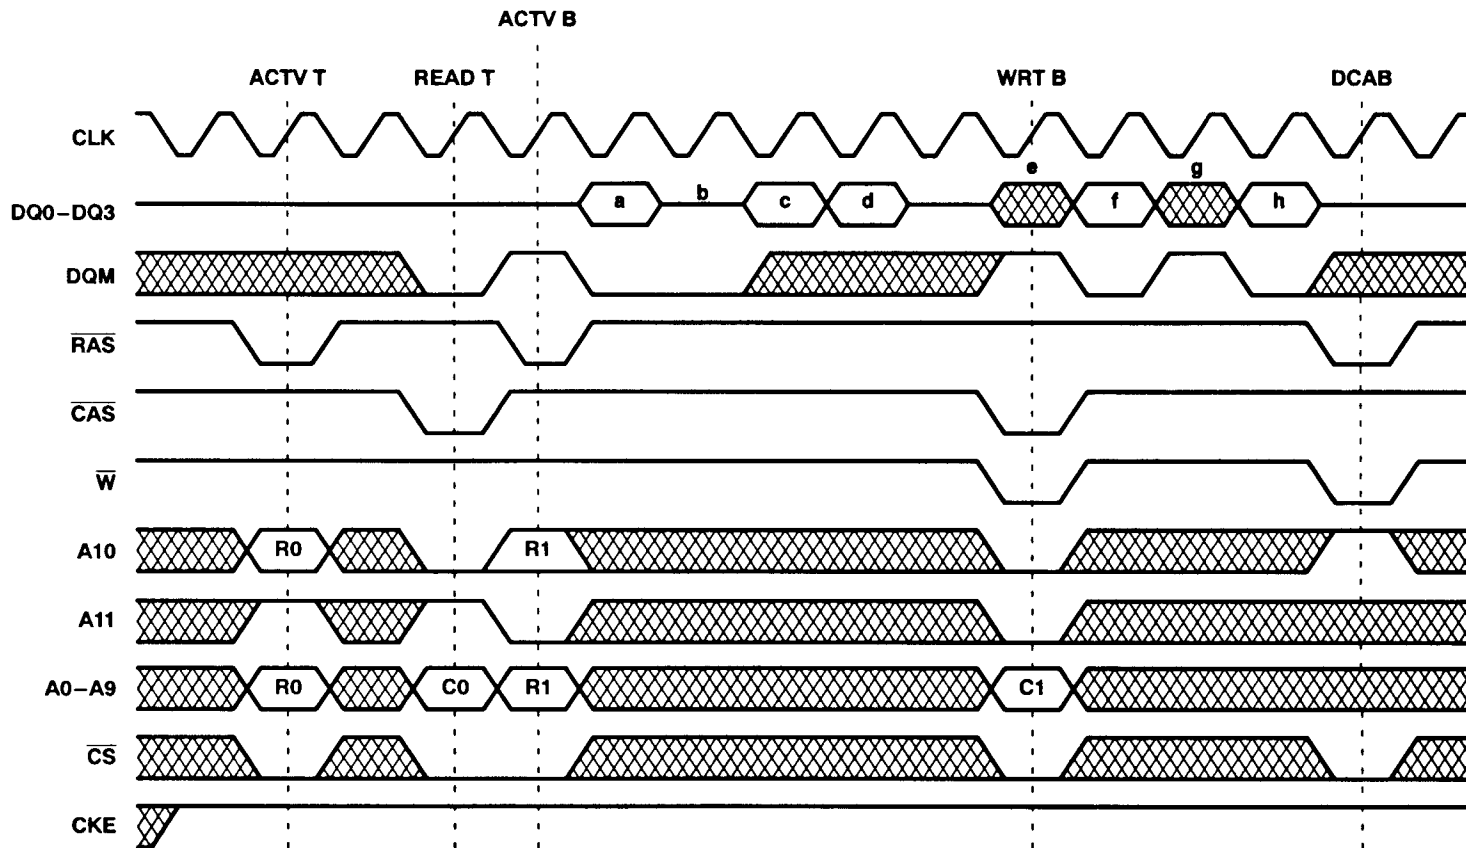 ACTV B
ACTV T READ T WRT B DCAB
CLK
e g
DQ0–DQ3 a b c d f h
DQM
RAS
CAS
W
A10 R0 R1
A11
A0–A9 R0 C0 R1 C1
CS
CKE